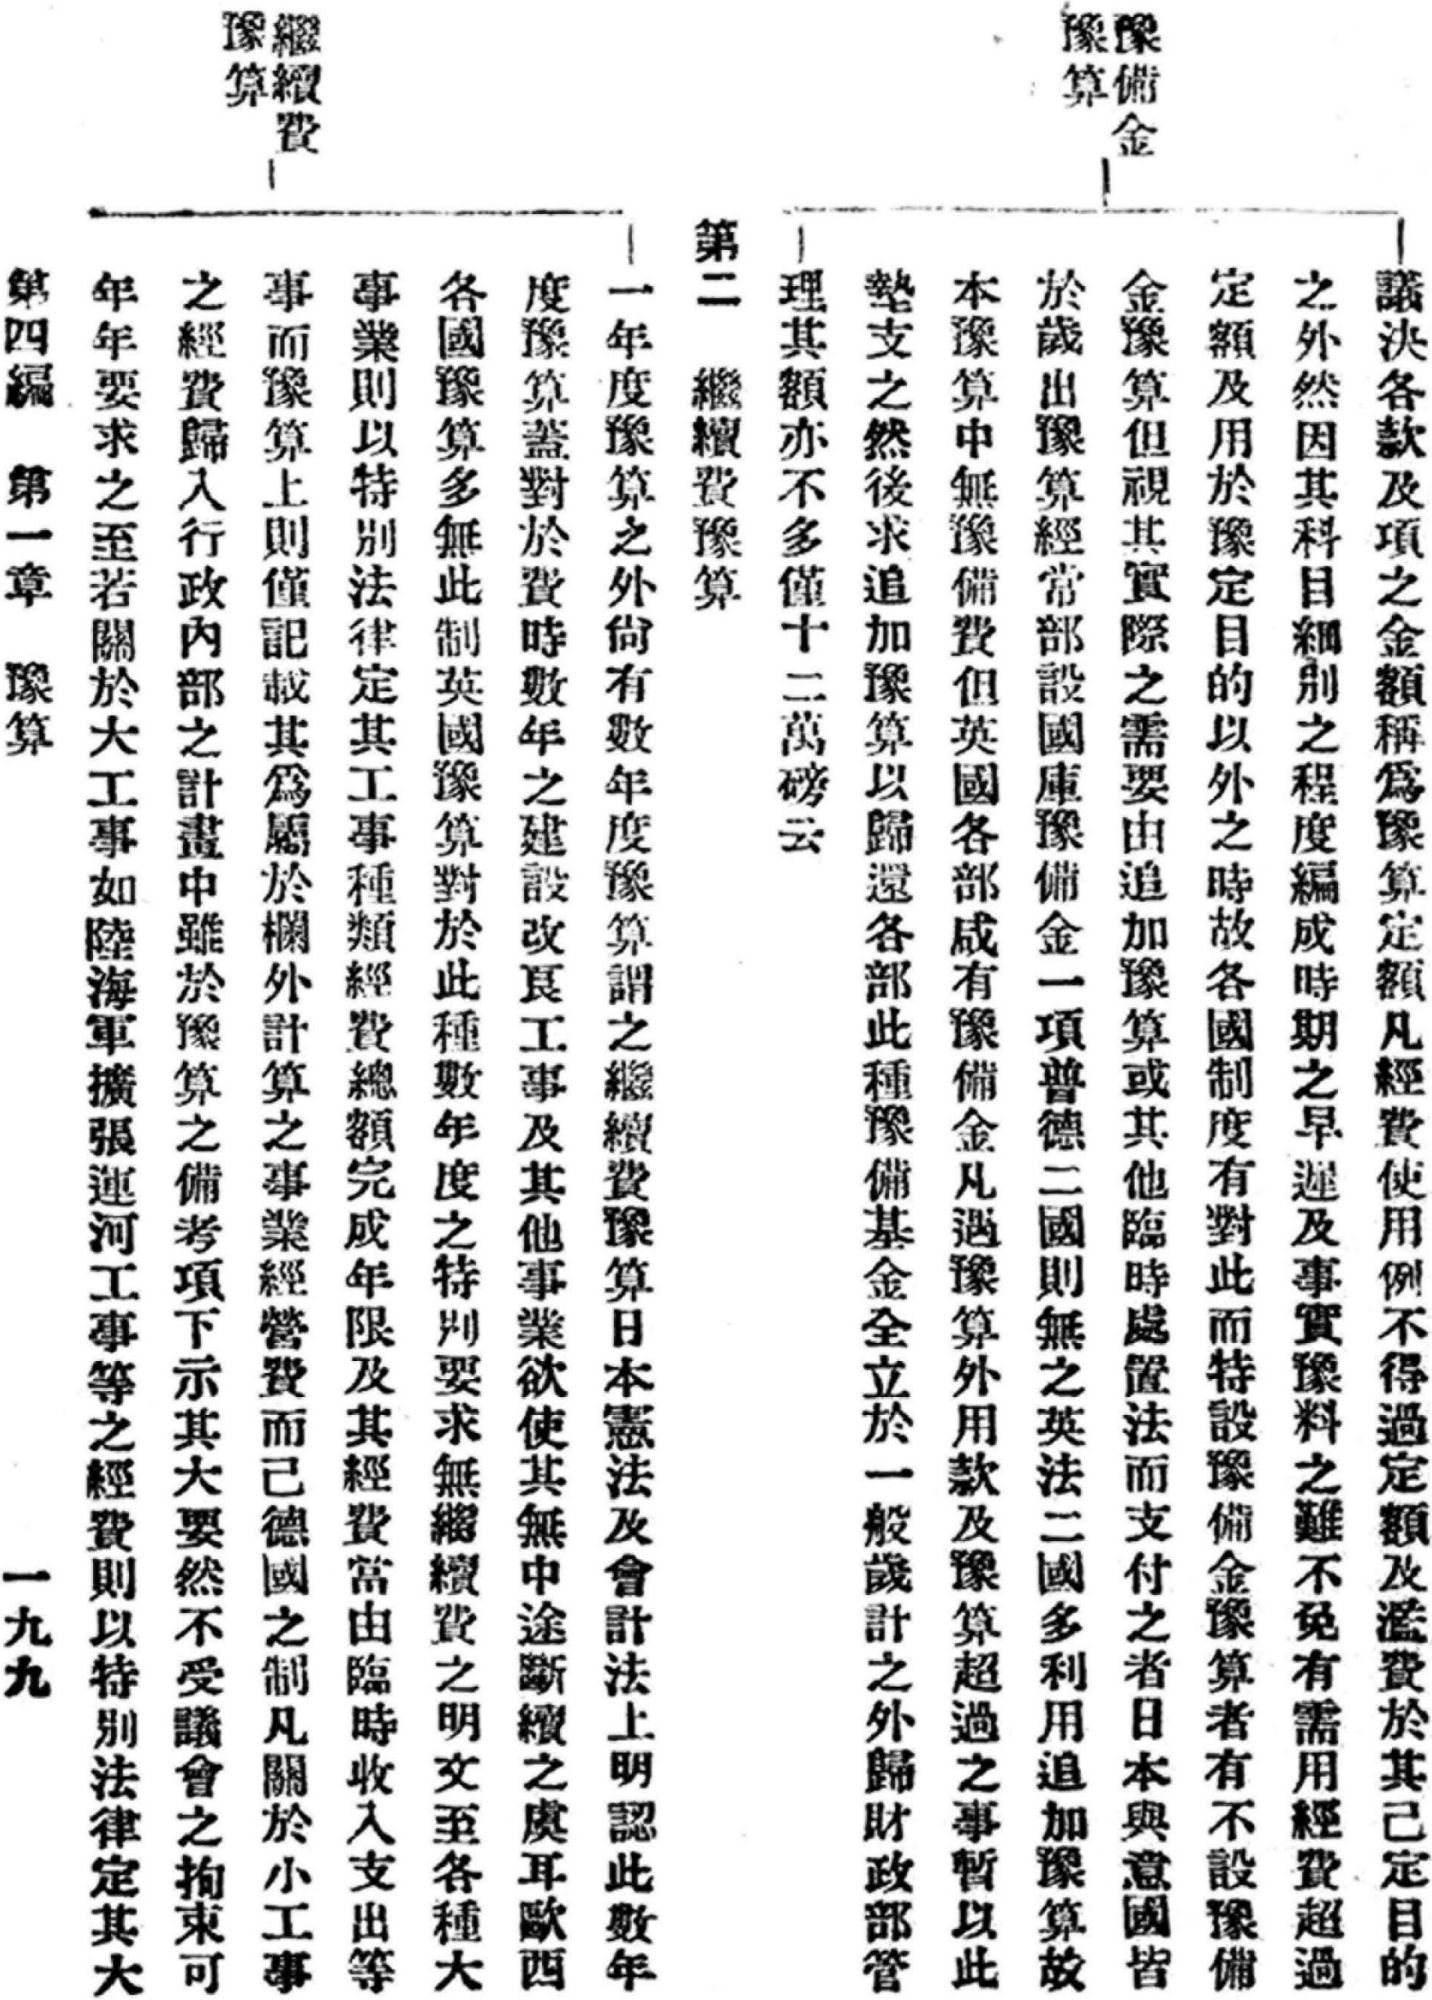 豫備金
豫算
議決各款及項之金額稱爲豫算定額凡經費使用例不得過定額及濫費於其己定目的
之外然因其科目細別之程度編成時期之早遲及事實豫料之難不免有需用經費超過
定額及用於豫定目的以外之時故各國制度有對此而特設豫備金豫算者有不設豫備
金豫算但視其實際之需要由追加豫算或其他臨時處置法而支付之者日本與意國皆
於歲出豫算經常部設國庫豫備金一項普德二國則無之英法二國多利用追加豫算故
本豫算中無豫備費但英國各部咸有豫備金凡遇豫算外用款及豫算超過之事暫以此
墊支之然後求追加豫算以歸還各部此種豫備基金全立於一般歲計之外歸財政部管
理其額亦不多僅十二萬磅云
第二　繼續費豫算
繼續費
豫算
一年度豫算之外尙有數年度豫算謂之繼續費豫算日本憲法及會計法上明認此數年
度豫算蓋對於費時數年之建設改良工事及其他事業欲使其無中途斷續之虞耳歐西
各國豫算多無此制英國豫算對於此種數年度之特別要求無繼續費之明文至各種大
事業則以特別法律定其工事種類經費總額完成年限及其經費當由臨時收入支出等
事而豫算上則僅記載其爲屬於欄外計算之事業經營費而己德國之制凡關於小工事
之經費歸入行政內部之計畫中雖於豫算之備考項下示其大要然不受議會之拘束可
年年要求之至若關於大工事如陸海軍擴張運河工事等之經費則以特別法律定其大
第四編　第一章　豫算　一九九